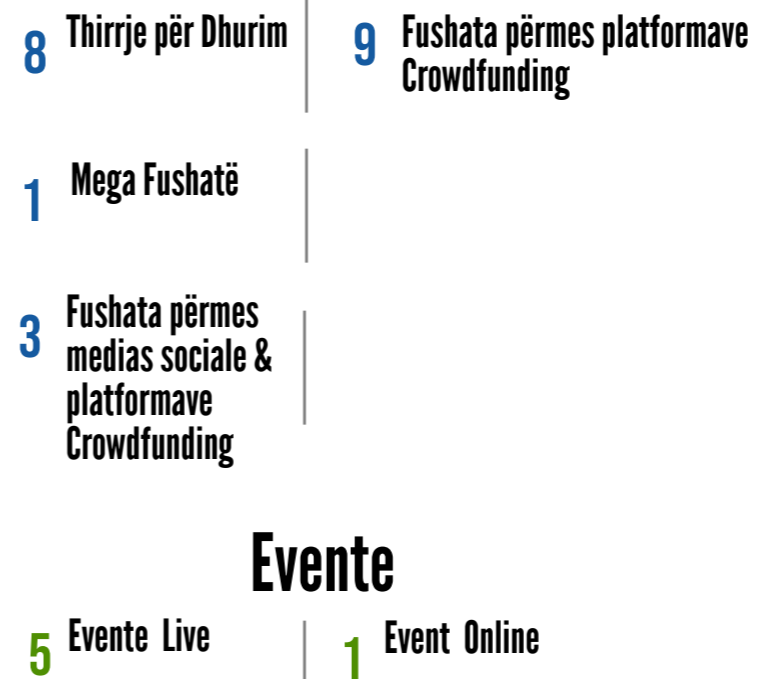 8 Thirrje për Dhurim
9 Fushata përmes platformave
Crowdfunding
1 Mega Fushatë
3 Fushata përmes
medias sociale &
platformave
Crowdfunding
Evente
5 Evente Live
1 Event Online